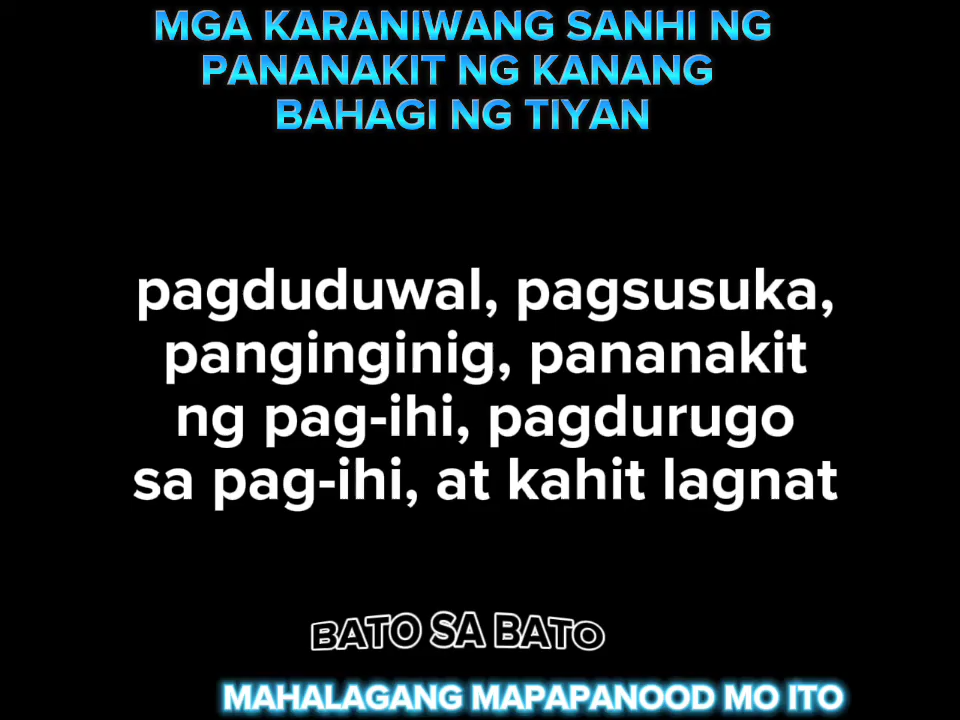 MGA KARANIWANG SANHI NG
PANANAKIT NG KANANG
BAHAGI NG TIYAN
pagduduwal, pagsusuka,
panginginig, pananakit
ng pag-ihi, pagdurugo
sa pag-ihi, at kahit lagnat
BATO SA BATO
MAHALAGANG MAPAPANOOD MO ITO